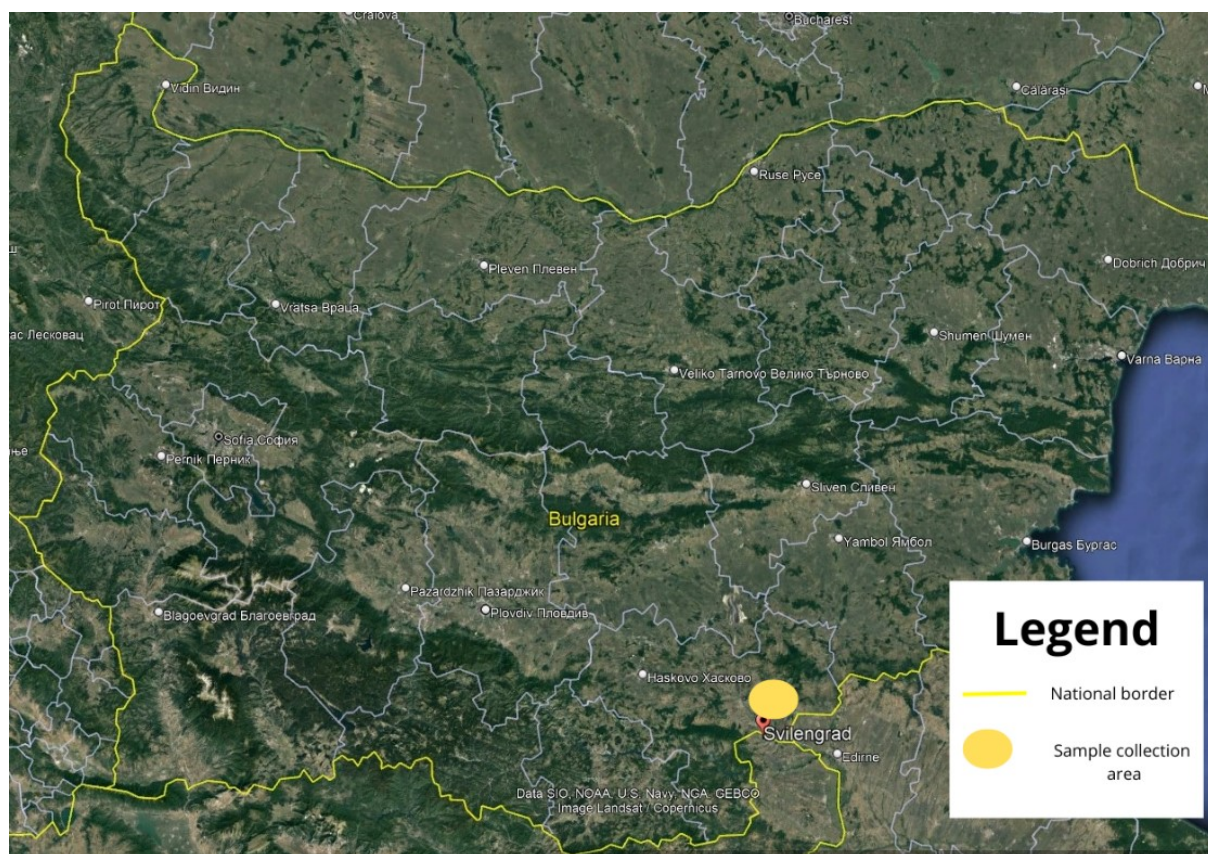 Craiova
Bucharest
Vidin Видин
Călărași
Ruse Русе
Pleven Плевен
Dobrich Добрич
Pirot Пирот
Vratsa Враца
ас Лесковац
Shumen Шумен
Varna Варна
Veliko Tarnovo Велико Търново
Sofia София
Pernik Перник
Sliven Сливен
Bulgaria
Yambol Ямбол
Burgas Бургас
Pazardzhik Пазарджик
Blagoevgrad Благоевград
Plovdiv Пловдив
Haskovo Хасково
Svilengrad
Edirne
Data SIO, NOAA, U.S. Navy, NGA, GEBCO
Image Landsat / Copernicus
Legend
National border
Sample collection
area